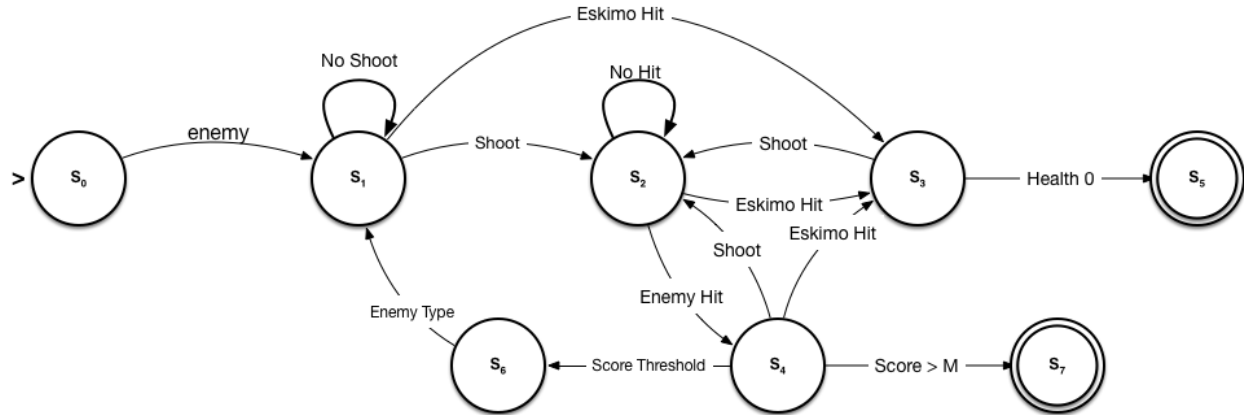 Eskimo Hit
No Shoot
No Hit
enemy
Shoot
Shoot
> S₀
S₁
S₂
S₃
Health 0
S₅
Eskimo Hit
Eskimo Hit
Shoot
Enemy Hit
Enemy Type
S₆
Score Threshold
S₄
Score > M
S₇